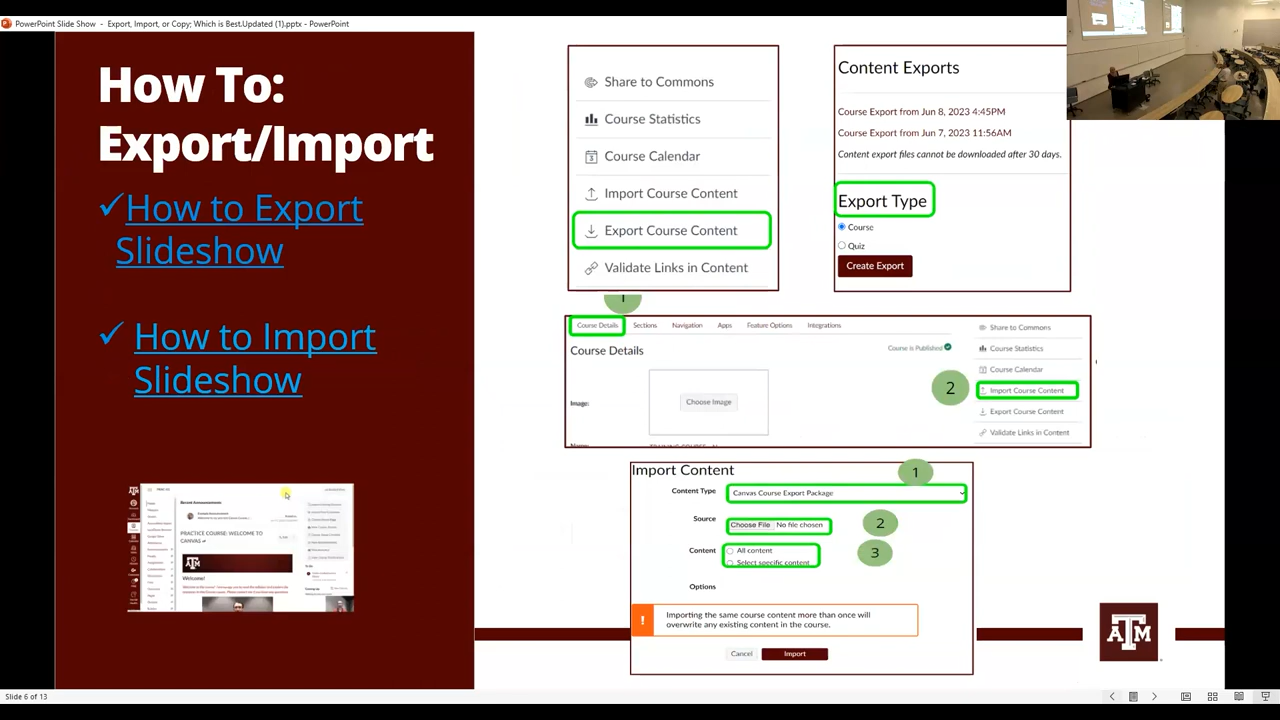 PowerPoint Slide Show - Export, Import, or Copy; Which is Best.Updated (1).pptx - PowerPoint
How To:
Export/Import
✓How to Export
Slideshow
✓ How to Import
Slideshow
Share to Commons
Course Statistics
Course Calendar
Import Course Content
Export Course Content
Validate Links in Content
Content Exports
Course Export from Jun 8, 2023 4:45PM
Course Export from Jun 7, 2023 11:56AM
Content export files cannot be downloaded after 30 days.
Export Type
Course
Quiz
Create Export
1
Course Details
Sections
Navigation
Apps
Feature Options
Integrations
Course Details
Course is Published
Image:
Choose Image
2
Share to Commons
Course Statistics
Course Calendar
Import Course Content
Export Course Content
Validate Links in Content
Import Content
1
Content Type
Canvas Course Export Package
Source
Choose File No file chosen
2
Content
All content
Select specific content
3
Options
! Importing the same course content more than once will
overwrite any existing content in the course.
Cancel
Import
PRACTICE COURSE: WELCOME TO
CANVAS
Welcome!
ATM
Slide 6 of 13